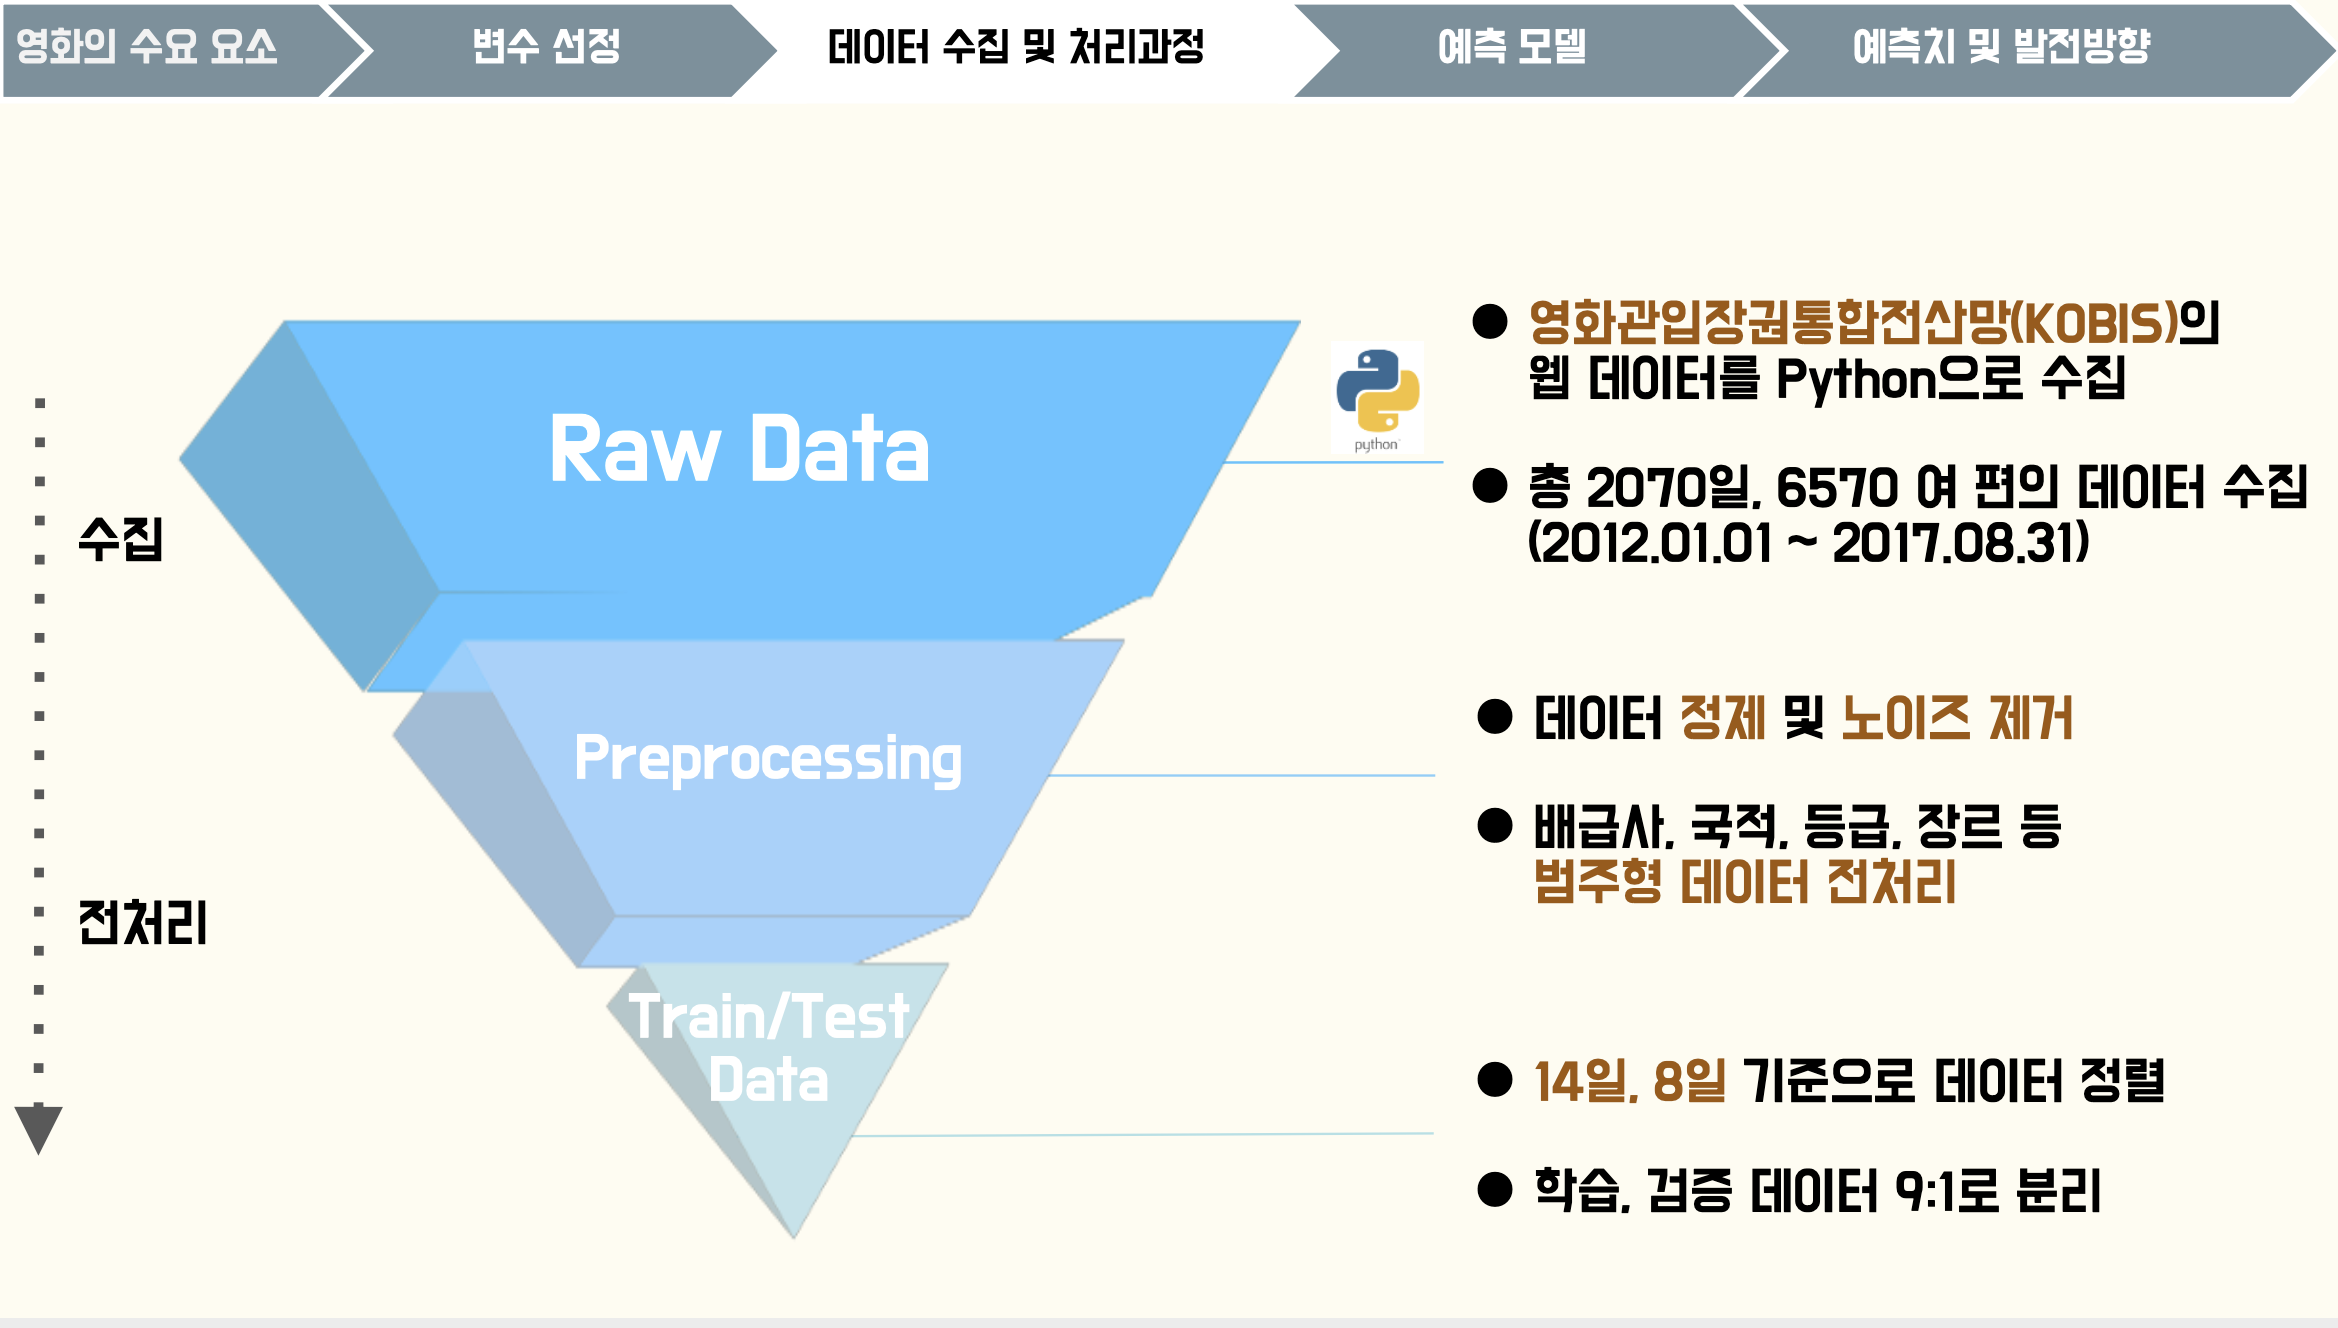 영화의 수요 요소
변수 선정
데이터 수집 및 처리과정
예측 모델
예측치 및 발전방향
수집
전처리
Raw Data
Preprocessing
Train/Test
Data
python
● 영화관입장권통합전산망(KOBIS)의
웹 데이터를 Python으로 수집
● 총 2070일, 6570 여 편의 데이터 수집
(2012.01.01 ~ 2017.08.31)
● 데이터 정제 및 노이즈 제거
● 배급사, 국적, 등급, 장르 등
범주형 데이터 전처리
● 14일, 8일 기준으로 데이터 정렬
● 학습, 검증 데이터 9:1로 분리